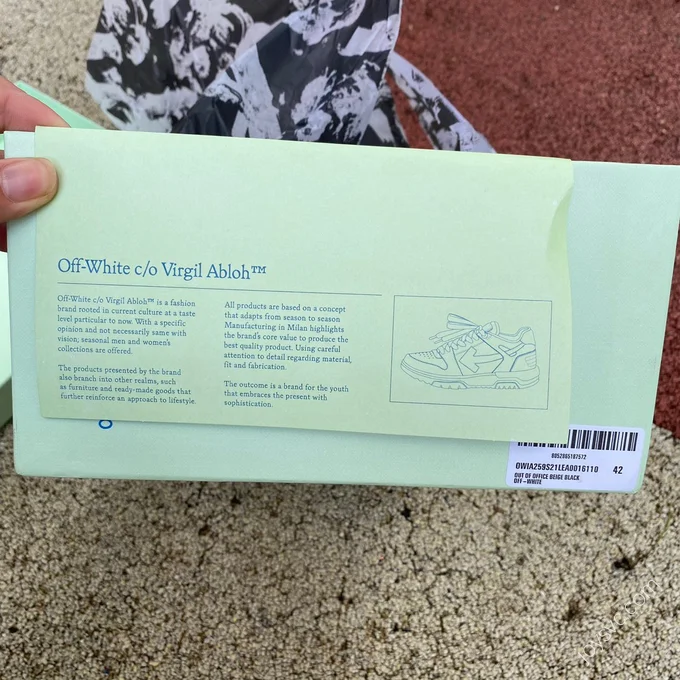 Off-White c/o Virgil Abloh™
Off-White c/o Virgil Abloh™ is a fashion
brand rooted in current culture at a taste
level particular to now. With a specific
opinion and not necessarily same with
vision; seasonal men and women's
collections are offered.
The products presented by the brand
also branch into other realms, such
as furniture and ready-made goods that
further reinforce an approach to lifestyle.
All products are based on a concept
that adapts from season to season
Manufacturing in Milan highlights
the brand's core value to produce the
best quality product. Using careful
attention to detail regarding material,
fit and fabrication.
The outcome is a brand for the youth
that embraces the present with
sophistication.
8052865187572
OWIA259S21LEA0016110 42
OUT OF OFFICE BEIGE BLACK
OFF-WHITE